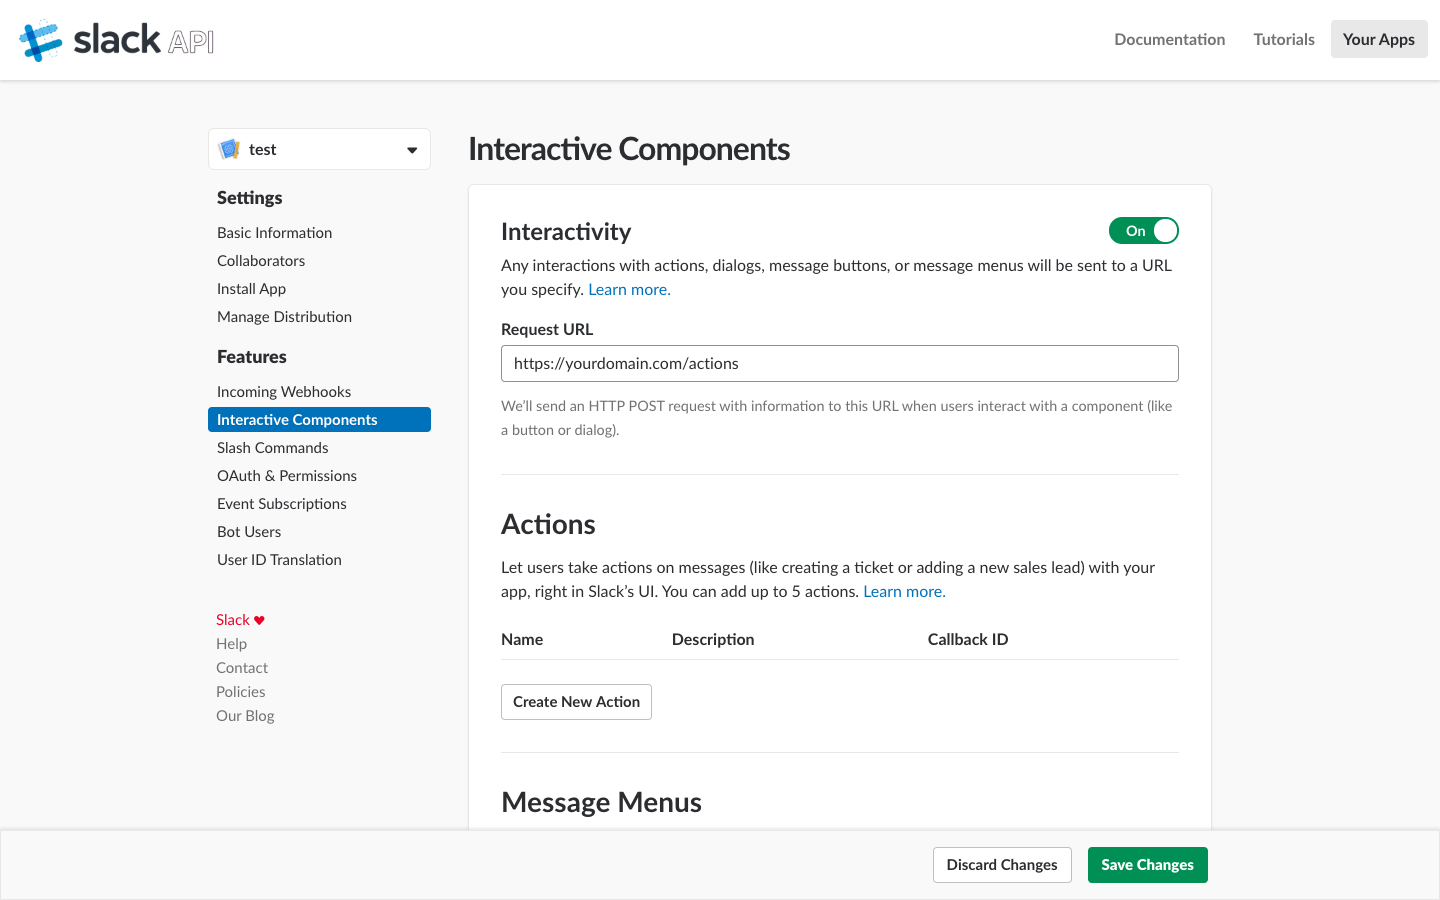 slack API
Documentation
Tutorials
Your Apps
test
Settings
Basic Information
Collaborators
Install App
Manage Distribution
Features
Incoming Webhooks
Interactive Components
Slash Commands
OAuth & Permissions
Event Subscriptions
Bot Users
User ID Translation
Slack ♥
Help
Contact
Policies
Our Blog
Interactive Components
Interactivity
On
Any interactions with actions, dialogs, message buttons, or message menus will be sent to a URL
you specify. Learn more.
Request URL
https://yourdomain.com/actions
We’ll send an HTTP POST request with information to this URL when users interact with a component (like
a button or dialog).
Actions
Let users take actions on messages (like creating a ticket or adding a new sales lead) with your
app, right in Slack’s UI. You can add up to 5 actions. Learn more.
Name Description Callback ID
Create New Action
Message Menus
Discard Changes
Save Changes